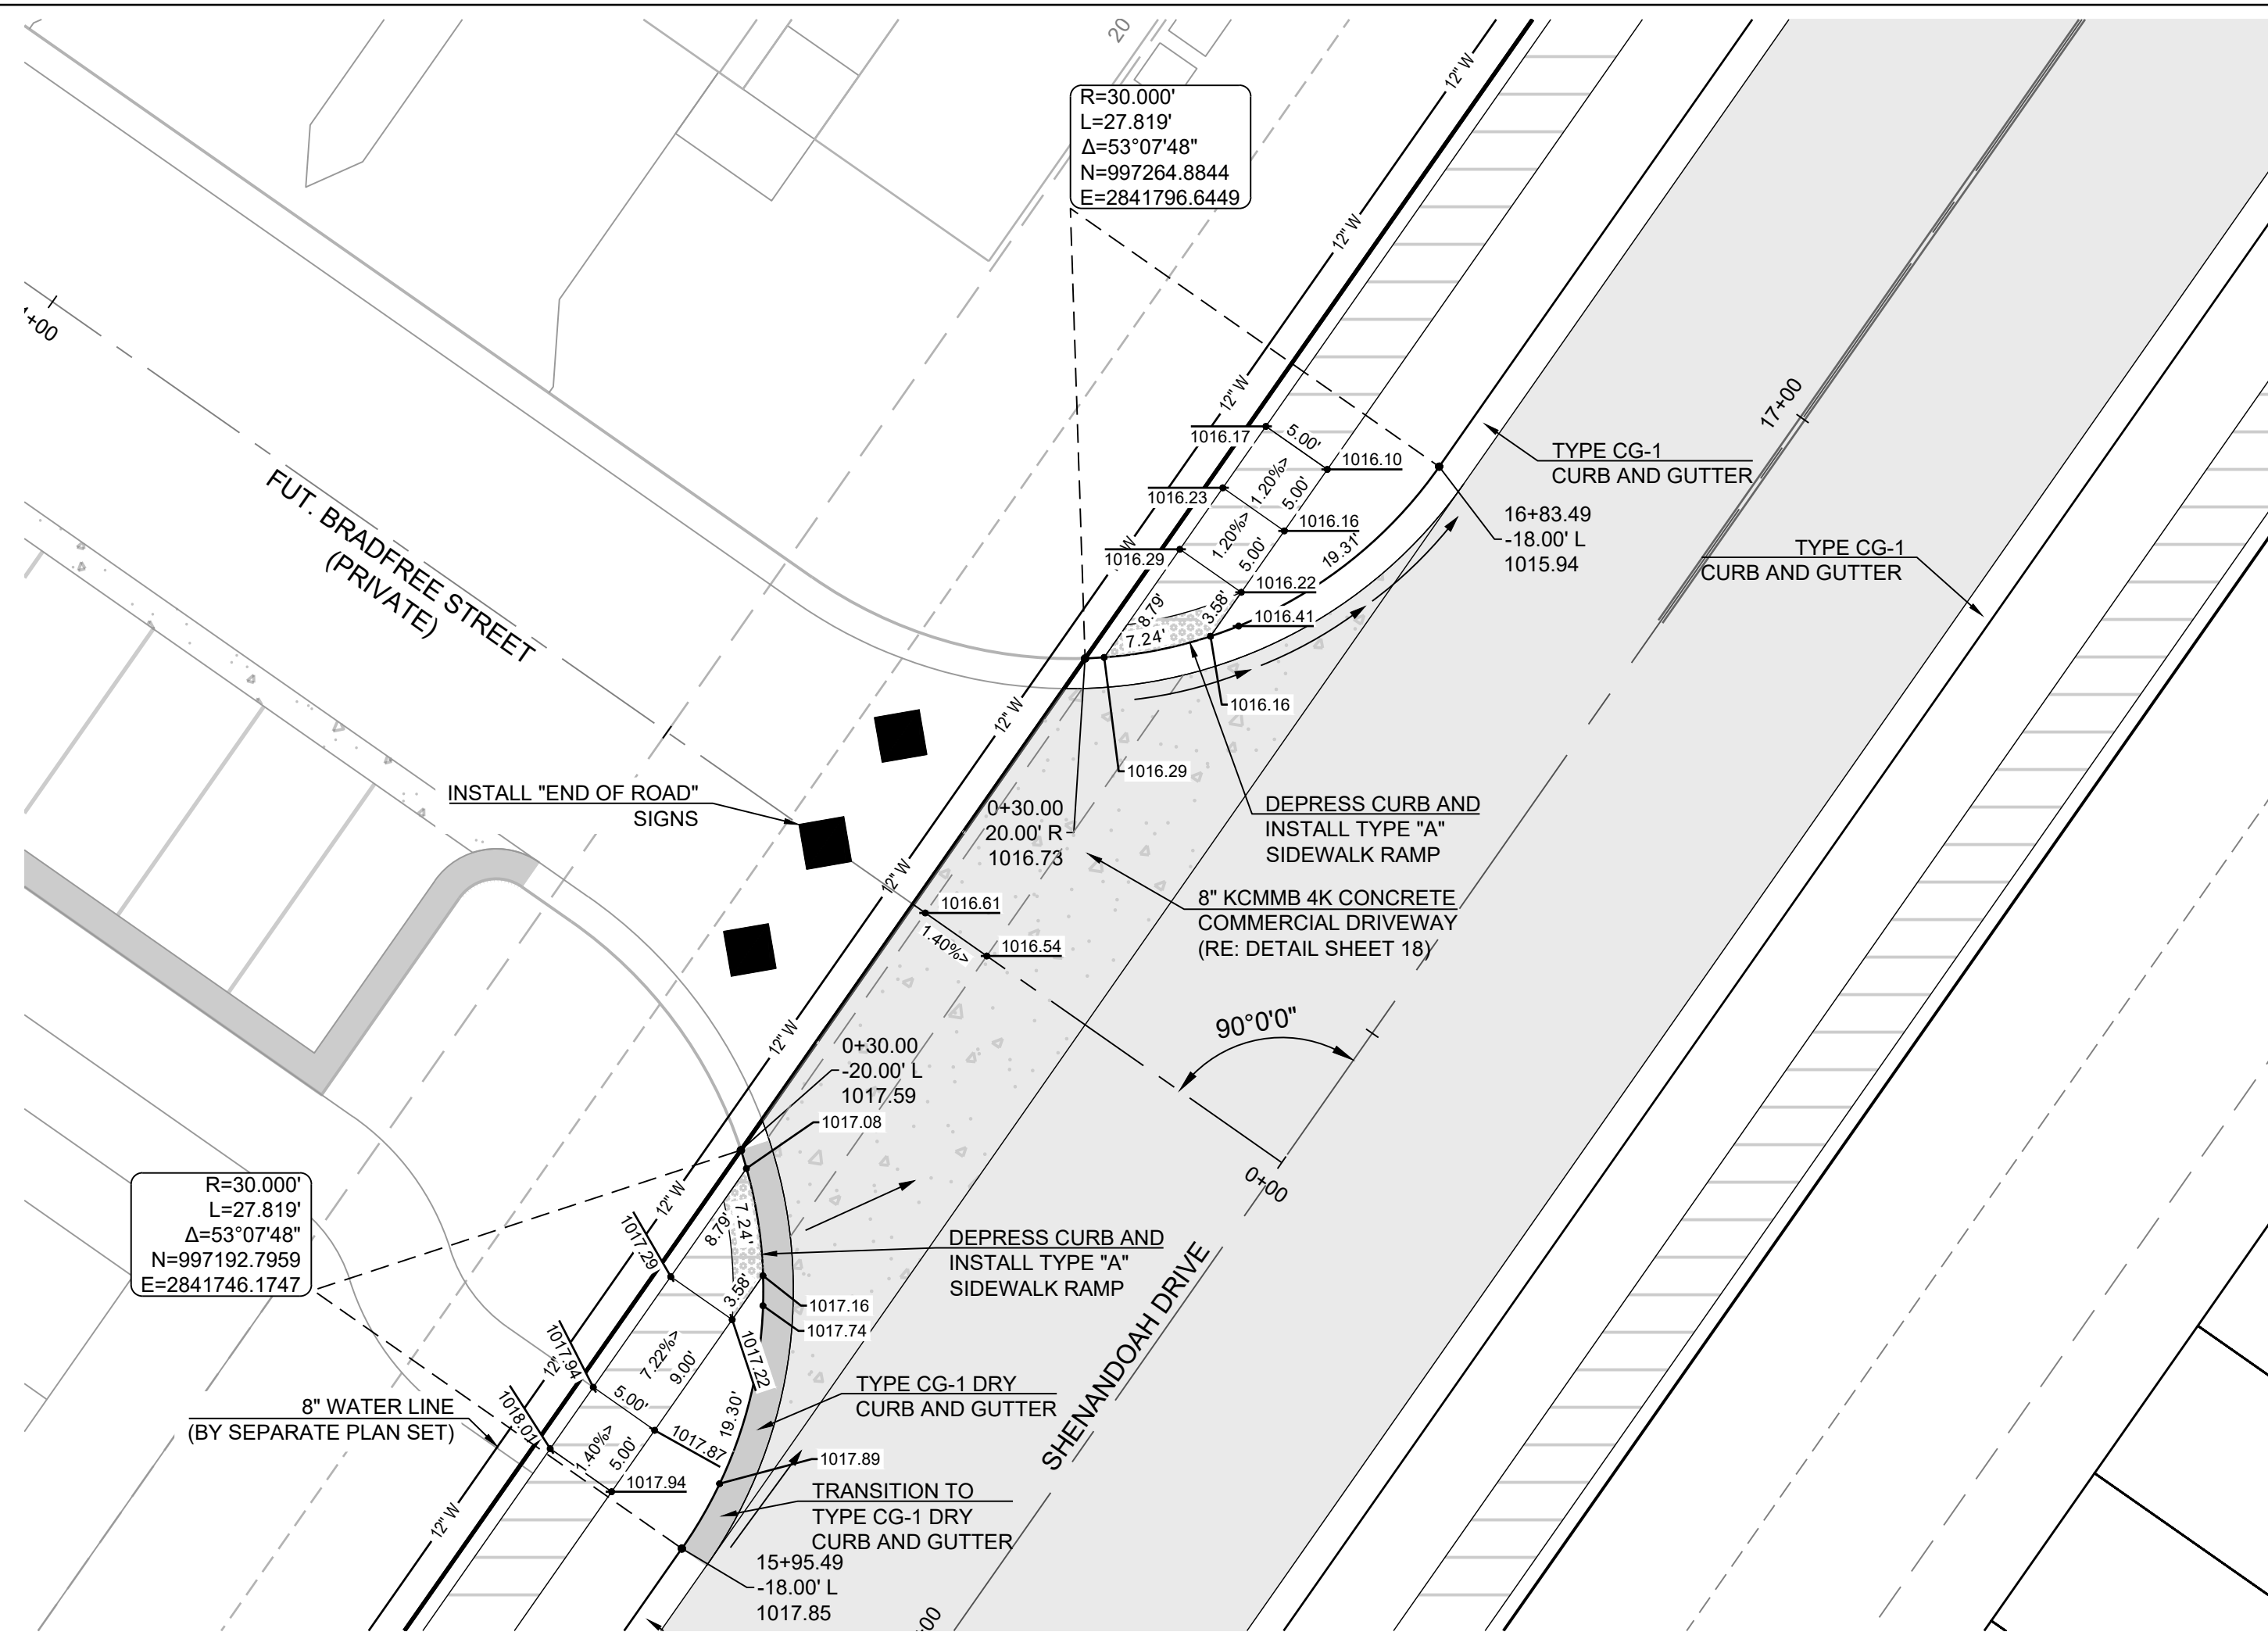 20
R=30.000'
L=27.819'
Δ=53°07'48"
N=997264.8844
E=2841796.6449
12" W
12" W
12" W
W
12" W
12" W
12" W
12" W
12"
12" W
+00
FUT. BRADFREE STREET
(PRIVATE)
1016.17
5.00'
1016.10
1.20%>
5.00'
1016.23
1016.16
1.20%>
5.00'
1016.29
1016.22
19.31'
8.79'
3.58'
1016.41
7.24'
1016.16
1016.29
17+00
TYPE CG-1
CURB AND GUTTER
16+83.49
-18.00' L
1015.94
TYPE CG-1
CURB AND GUTTER
INSTALL "END OF ROAD"
SIGNS
0+30.00
20.00' R
1016.73
DEPRESS CURB AND
INSTALL TYPE "A"
SIDEWALK RAMP
8" KCMMB 4K CONCRETE
COMMERCIAL DRIVEWAY
(RE: DETAIL SHEET 18)
1016.61
1.40%>
1016.54
90°0'0"
0+00
0+30.00
-20.00' L
1017.59
1017.08
R=30.000'
L=27.819'
Δ=53°07'48"
N=997192.7959
E=2841746.1747
1017.29
8.79'
7.24'
3.58'
DEPRESS CURB AND
INSTALL TYPE "A"
SIDEWALK RAMP
1017.16
1017.74
1017.22
SHENANDOAH DRIVE
1017.94
7.22%>
9.00'
5.00'
19.30'
TYPE CG-1 DRY
CURB AND GUTTER
8" WATER LINE
(BY SEPARATE PLAN SET)
1018.01
1.40%>
5.00'
1017.87
1017.89
1017.94
TRANSITION TO
TYPE CG-1 DRY
CURB AND GUTTER
15+95.49
-18.00' L
1017.85
+00